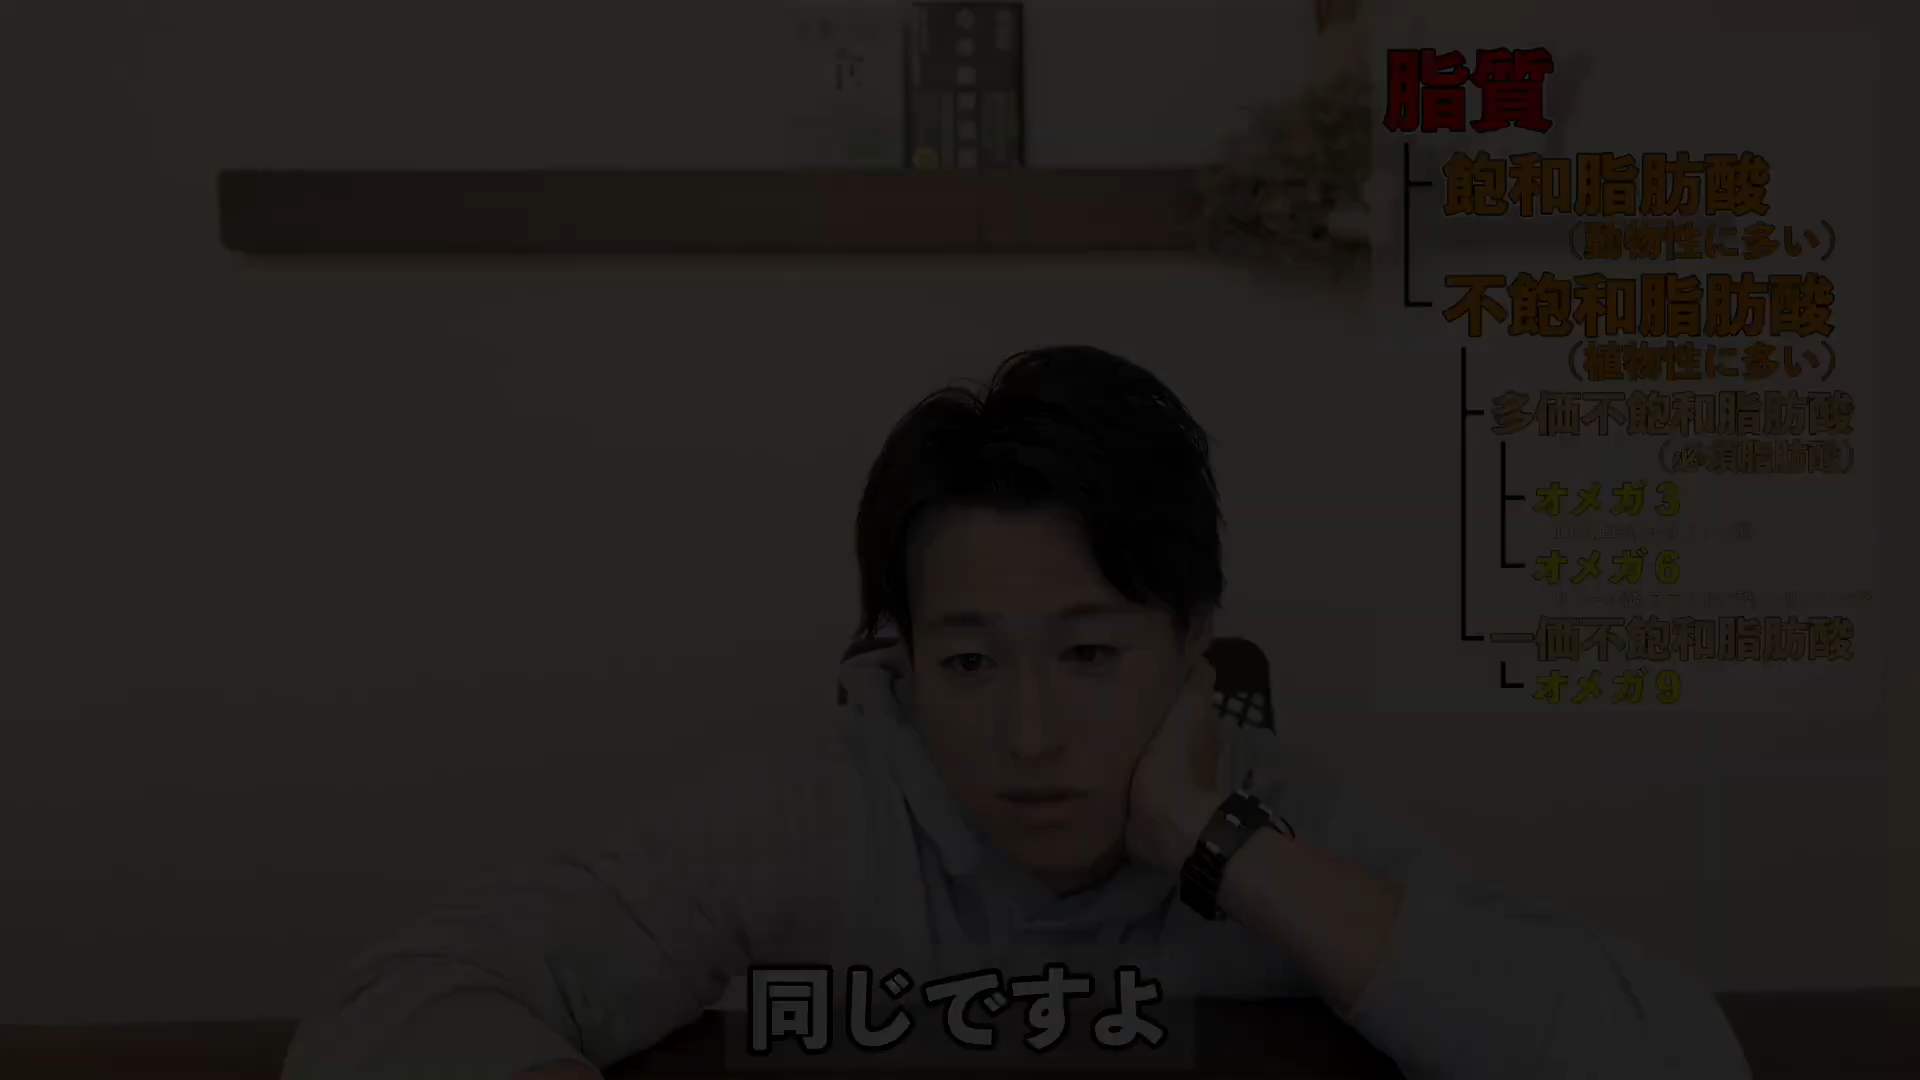 脂質
飽和脂肪酸
（動物性に多い）
不飽和脂肪酸
（植物性に多い）
多価不飽和脂肪酸
（必須脂肪酸）
オメガ3
オメガ6
一価不飽和脂肪酸
オメガ9
同じですよ